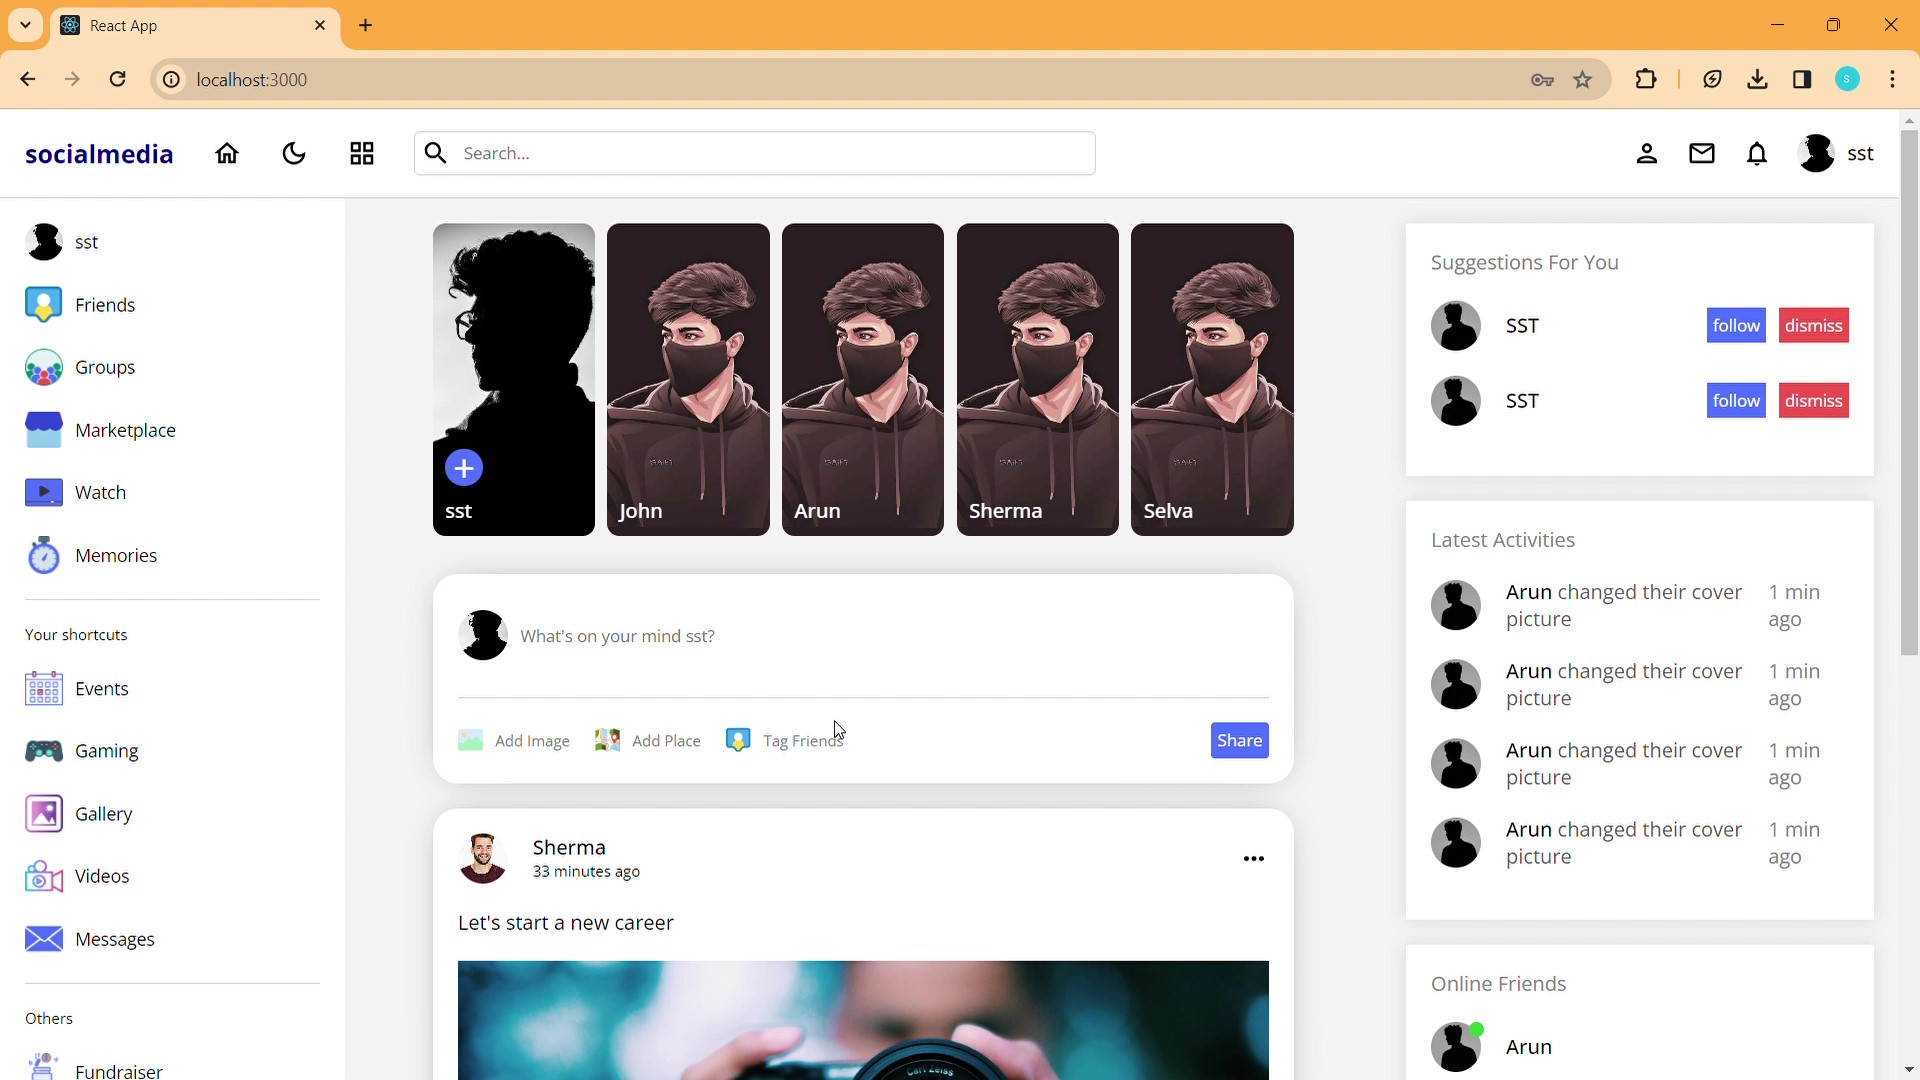 React App
localhost:3000
S
socialmedia
Search...
sst
sst
Friends
Groups
Marketplace
Watch
Memories
Your shortcuts
Events
Gaming
Gallery
Videos
Messages
Others
Fundraiser
sst
John
Arun
Sherma
Selva
What's on your mind sst?
Add Image
Add Place
Tag Friends
Share
Sherma
33 minutes ago
Let's start a new career
Carl Zeiss
Suggestions For You
SST
follow
dismiss
SST
follow
dismiss
Latest Activities
Arun changed their cover
picture
1 min
ago
Arun changed their cover
picture
1 min
ago
Arun changed their cover
picture
1 min
ago
Arun changed their cover
picture
1 min
ago
Online Friends
Arun